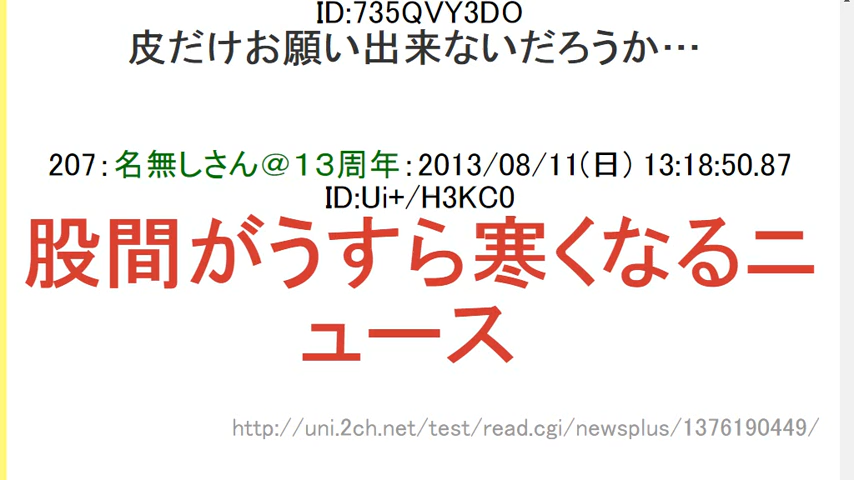 ID:735QVY3DO
皮だけお願い出来ないだろうか…
207：名無しさん＠１３周年：2013/08/11(日) 13:18:50.87
ID:Ui+/H3KC0
股間がうすら寒くなるニ
ュース
http://uni.2ch.net/test/read.cgi/newsplus/1376190449/